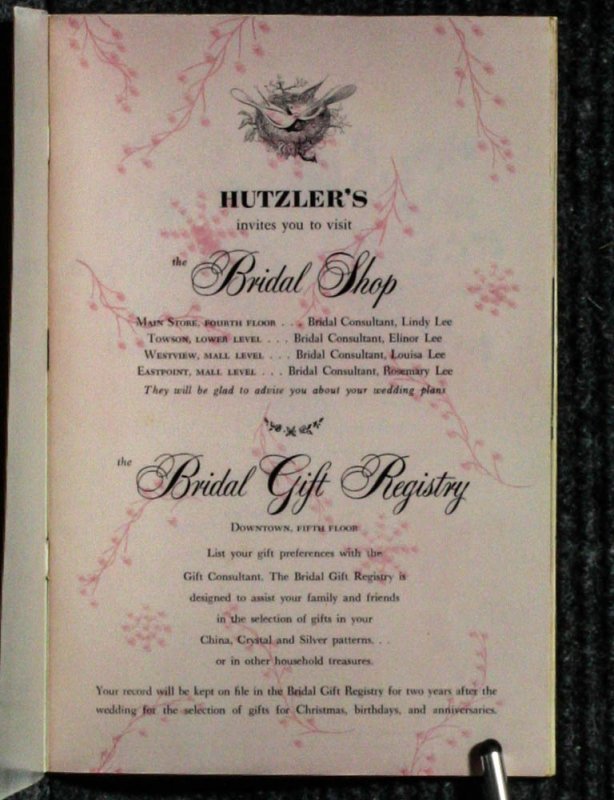 HUTZLER'S
invites you to visit
the Bridal Shop
MAIN STORE, FOURTH FLOOR . . . Bridal Consultant, Lindy Lee
TOWSON, LOWER LEVEL . . . Bridal Consultant, Elinor Lee
WESTVIEW, MALL LEVEL . . . Bridal Consultant, Louisa Lee
EASTPOINT, MALL LEVEL . . . Bridal Consultant, Rosemary Lee
They will be glad to advise you about your wedding plans
the Bridal Gift Registry
DOWNTOWN, FIFTH FLOOR
List your gift preferences with the
Gift Consultant. The Bridal Gift Registry is
designed to assist your family and friends
in the selection of gifts in your
China, Crystal and Silver patterns. . .
or in other household treasures.
Your record will be kept on file in the Bridal Gift Registry for two years after the
wedding for the selection of gifts for Christmas, birthdays, and anniversaries.